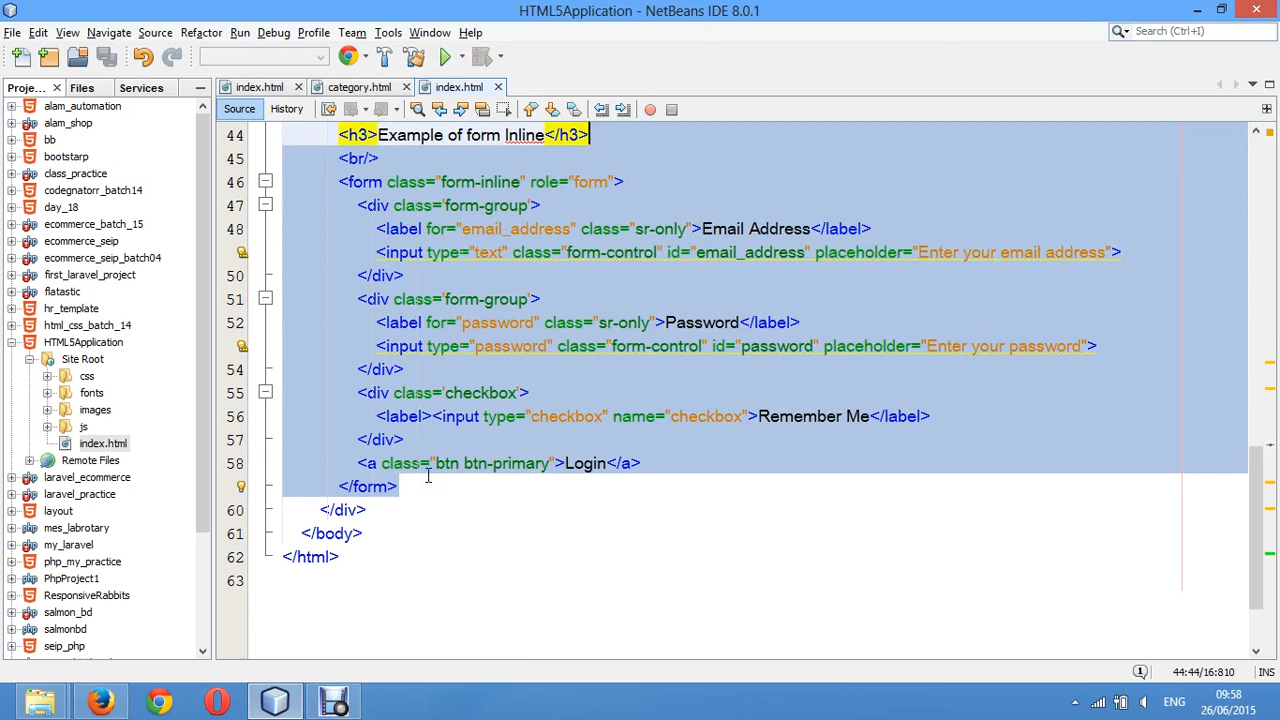 HTML5Application - NetBeans IDE 8.0.1
File Edit View Navigate Source Refactor Run Debug Profile Team Tools Window Help
Search (Ctrl+I)
Proje... Files Services
index.html category.html index.html
Source History
alam_automation
alam_shop
bb
bootstarp
class_practice
codegnatorr_batch14
day_18
ecommerce_batch_15
ecommerce_seip
ecommerce_seip_batch04
first_laravel_project
flatastic
hr_template
html_css_batch_14
HTML5Application
Site Root
css
fonts
images
js
index.html
Remote Files
laravel_ecommerce
laravel_practice
layout
mes_labrotary
my_laravel
php_my_practice
PhpProject1
ResponsiveRabbits
salmon_bd
salmonbd
seip_php
44 <h3>Example of form Inline</h3>
45 <br/>
46 <form class="form-inline" role="form">
47 <div class='form-group'>
48 <label for="email_address" class="sr-only">Email Address</label>
<input type="text" class="form-control" id="email_address" placeholder="Enter your email address">
50 </div>
51 <div class='form-group'>
52 <label for="password" class="sr-only">Password</label>
<input type="password" class="form-control" id="password" placeholder="Enter your password">
54 </div>
55 <div class='checkbox'>
56 <label><input type="checkbox" name="checkbox">Remember Me</label>
57 </div>
58 <a class="btn btn-primary">Login</a>
</form>
60 </div>
61 </body>
62 </html>
63
1 44:44/16:810 INS
ENG
09:58
26/06/2015